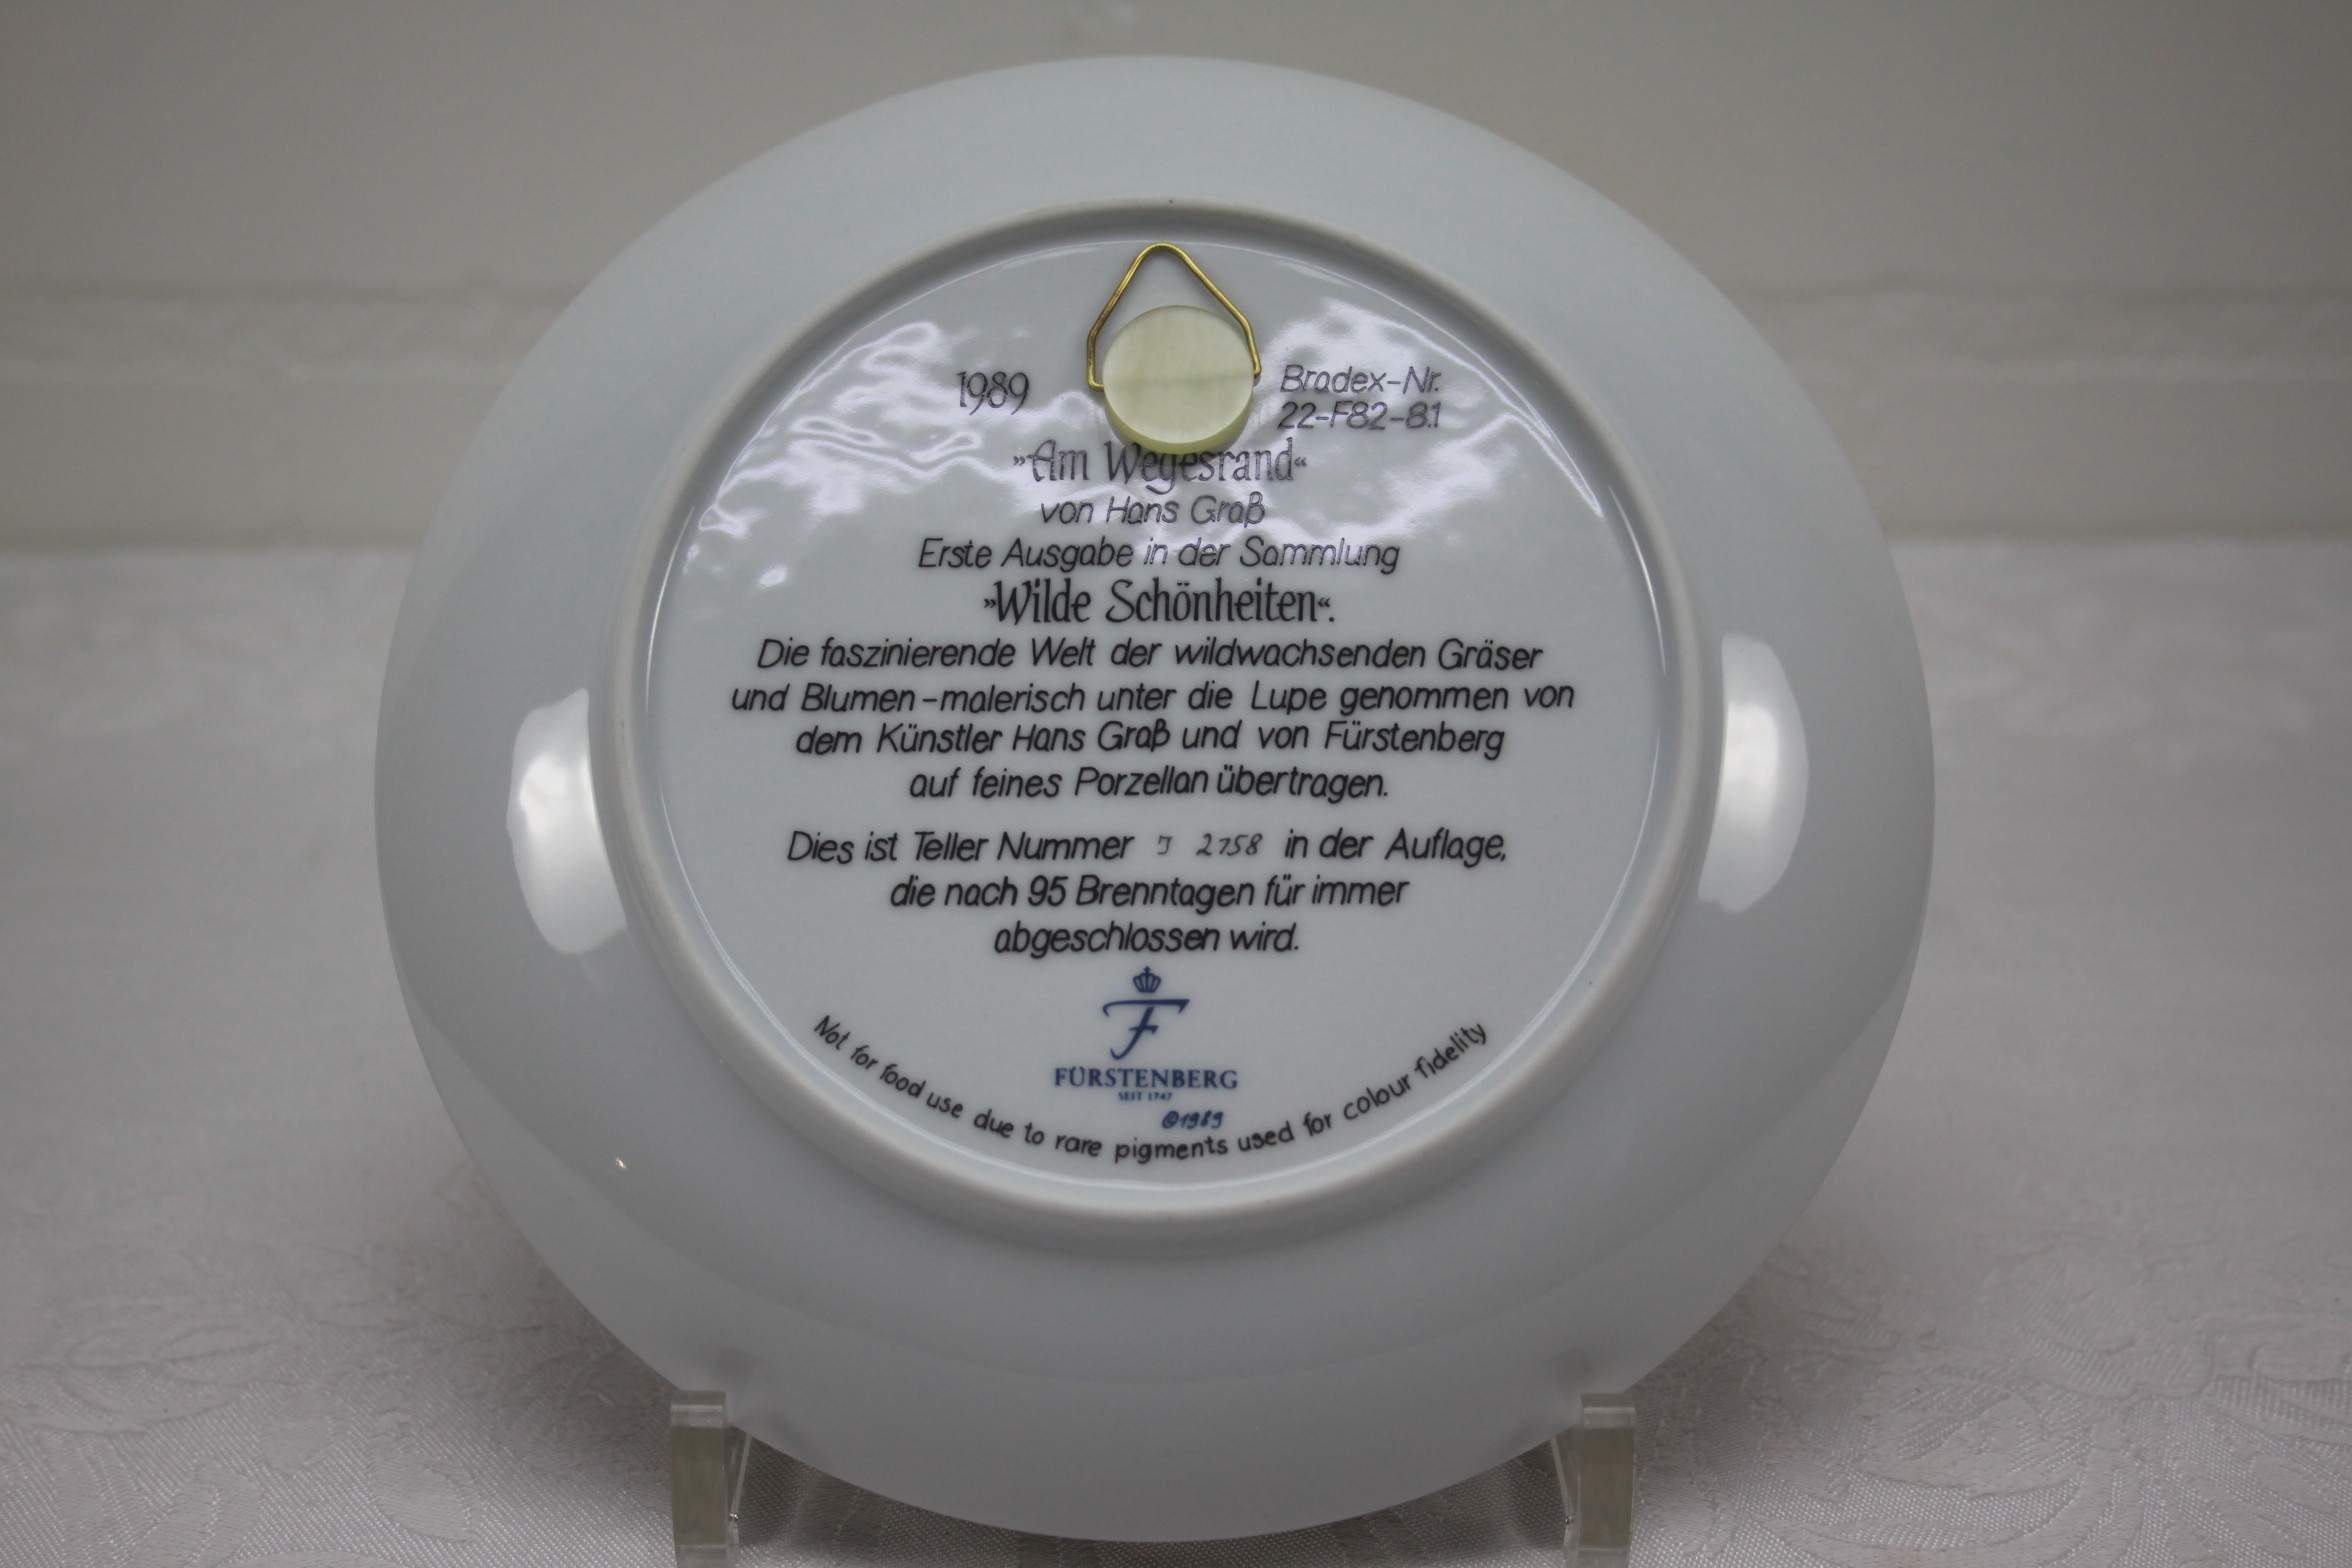 1989
Bradex-Nr.
22-F82-8.1
»Am Wegesrand«
von Hans Graß
Erste Ausgabe in der Sammlung
»Wilde Schönheiten«.
Die faszinierende Welt der wildwachsenden Gräser
und Blumen-malerisch unter die Lupe genommen von
dem Künstler Hans Graß und von Fürstenberg
auf feines Porzellan übertragen.
Dies ist Teller Nummer J 2758 in der Auflage,
die nach 95 Brenntagen für immer
abgeschlossen wird.
F
FÜRSTENBERG
SEIT 1747
©1989
Not for food use due to rare pigments used for colour fidelity